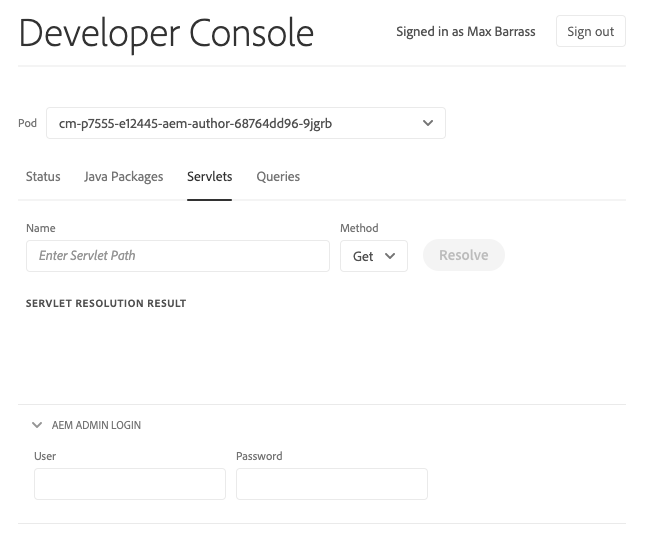 Developer Console
Signed in as Max Barrass
Sign out
Pod
cm-p7555-e12445-aem-author-68764dd96-9jgrb
Status
Java Packages
Servlets
Queries
Name
Method
Enter Servlet Path
Get
Resolve
SERVLET RESOLUTION RESULT
AEM ADMIN LOGIN
User
Password